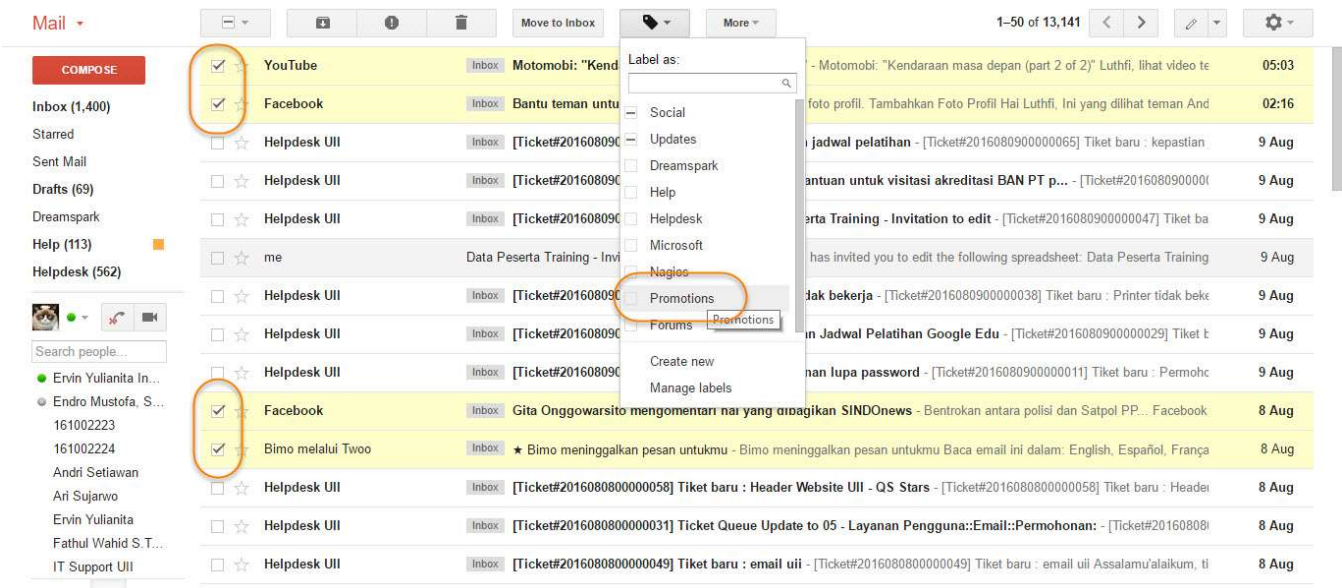 Mail
Move to Inbox
More
1–50 of 13,141
COMPOSE
Inbox (1,400)
Starred
Sent Mail
Drafts (69)
Dreamspark
Help (113)
Helpdesk (562)
Search people...
Ervin Yulianita In...
Endro Mustofa, S...
161002223
161002224
Andri Setiawan
Ari Sujarwo
Ervin Yulianita
Fathul Wahid S.T...
IT Support UII
Label as:
Social
Updates
Dreamspark
Help
Helpdesk
Microsoft
Nagios
Promotions
Forums
Promotions
Create new
Manage labels
YouTube Inbox Motomobi: "Kend - Motomobi: "Kendaraan masa depan (part 2 of 2)" Luthfi, lihat video te 05:03
Facebook Inbox Bantu teman untu foto profil. Tambahkan Foto Profil Hai Luthfi, Ini yang dilihat teman And 02:16
Helpdesk UII Inbox [Ticket#201608090 jadwal pelatihan - [Ticket#2016080900000065] Tiket baru : kepastian 9 Aug
Helpdesk UII Inbox [Ticket#201608090 antuan untuk visitasi akreditasi BAN PT p... - [Ticket#201608090000 9 Aug
Helpdesk UII Inbox [Ticket#201608090 erta Training - Invitation to edit - [Ticket#2016080900000047] Tiket ba 9 Aug
me Data Peserta Training - Invi has invited you to edit the following spreadsheet: Data Peserta Training 9 Aug
Helpdesk UII Inbox [Ticket#201608090 dak bekerja - [Ticket#2016080900000038] Tiket baru : Printer tidak beke 9 Aug
Helpdesk UII Inbox [Ticket#201608090 n Jadwal Pelatihan Google Edu - [Ticket#2016080900000029] Tiket b 9 Aug
Helpdesk UII Inbox [Ticket#201608090 nan lupa password - [Ticket#2016080900000011] Tiket baru : Permoho 9 Aug
Facebook Inbox Gita Onggowarsito mengomentari hal yang dibagikan SINDOnews - Bentrokan antara polisi dan Satpol PP... Facebook 8 Aug
Bimo melalui Twoo Inbox ★ Bimo meninggalkan pesan untukmu - Bimo meninggalkan pesan untukmu Baca email ini dalam: English, Español, França 8 Aug
Helpdesk UII Inbox [Ticket#2016080800000058] Tiket baru : Header Website UII - QS Stars - [Ticket#2016080800000058] Tiket baru : Header 8 Aug
Helpdesk UII Inbox [Ticket#2016080800000031] Ticket Queue Update to 05 - Layanan Pengguna::Email::Permohonan: - [Ticket#201608080 8 Aug
Helpdesk UII Inbox [Ticket#2016080800000049] Tiket baru : email uii - [Ticket#2016080800000049] Tiket baru : email uii Assalamu'alaikum, ti 8 Aug